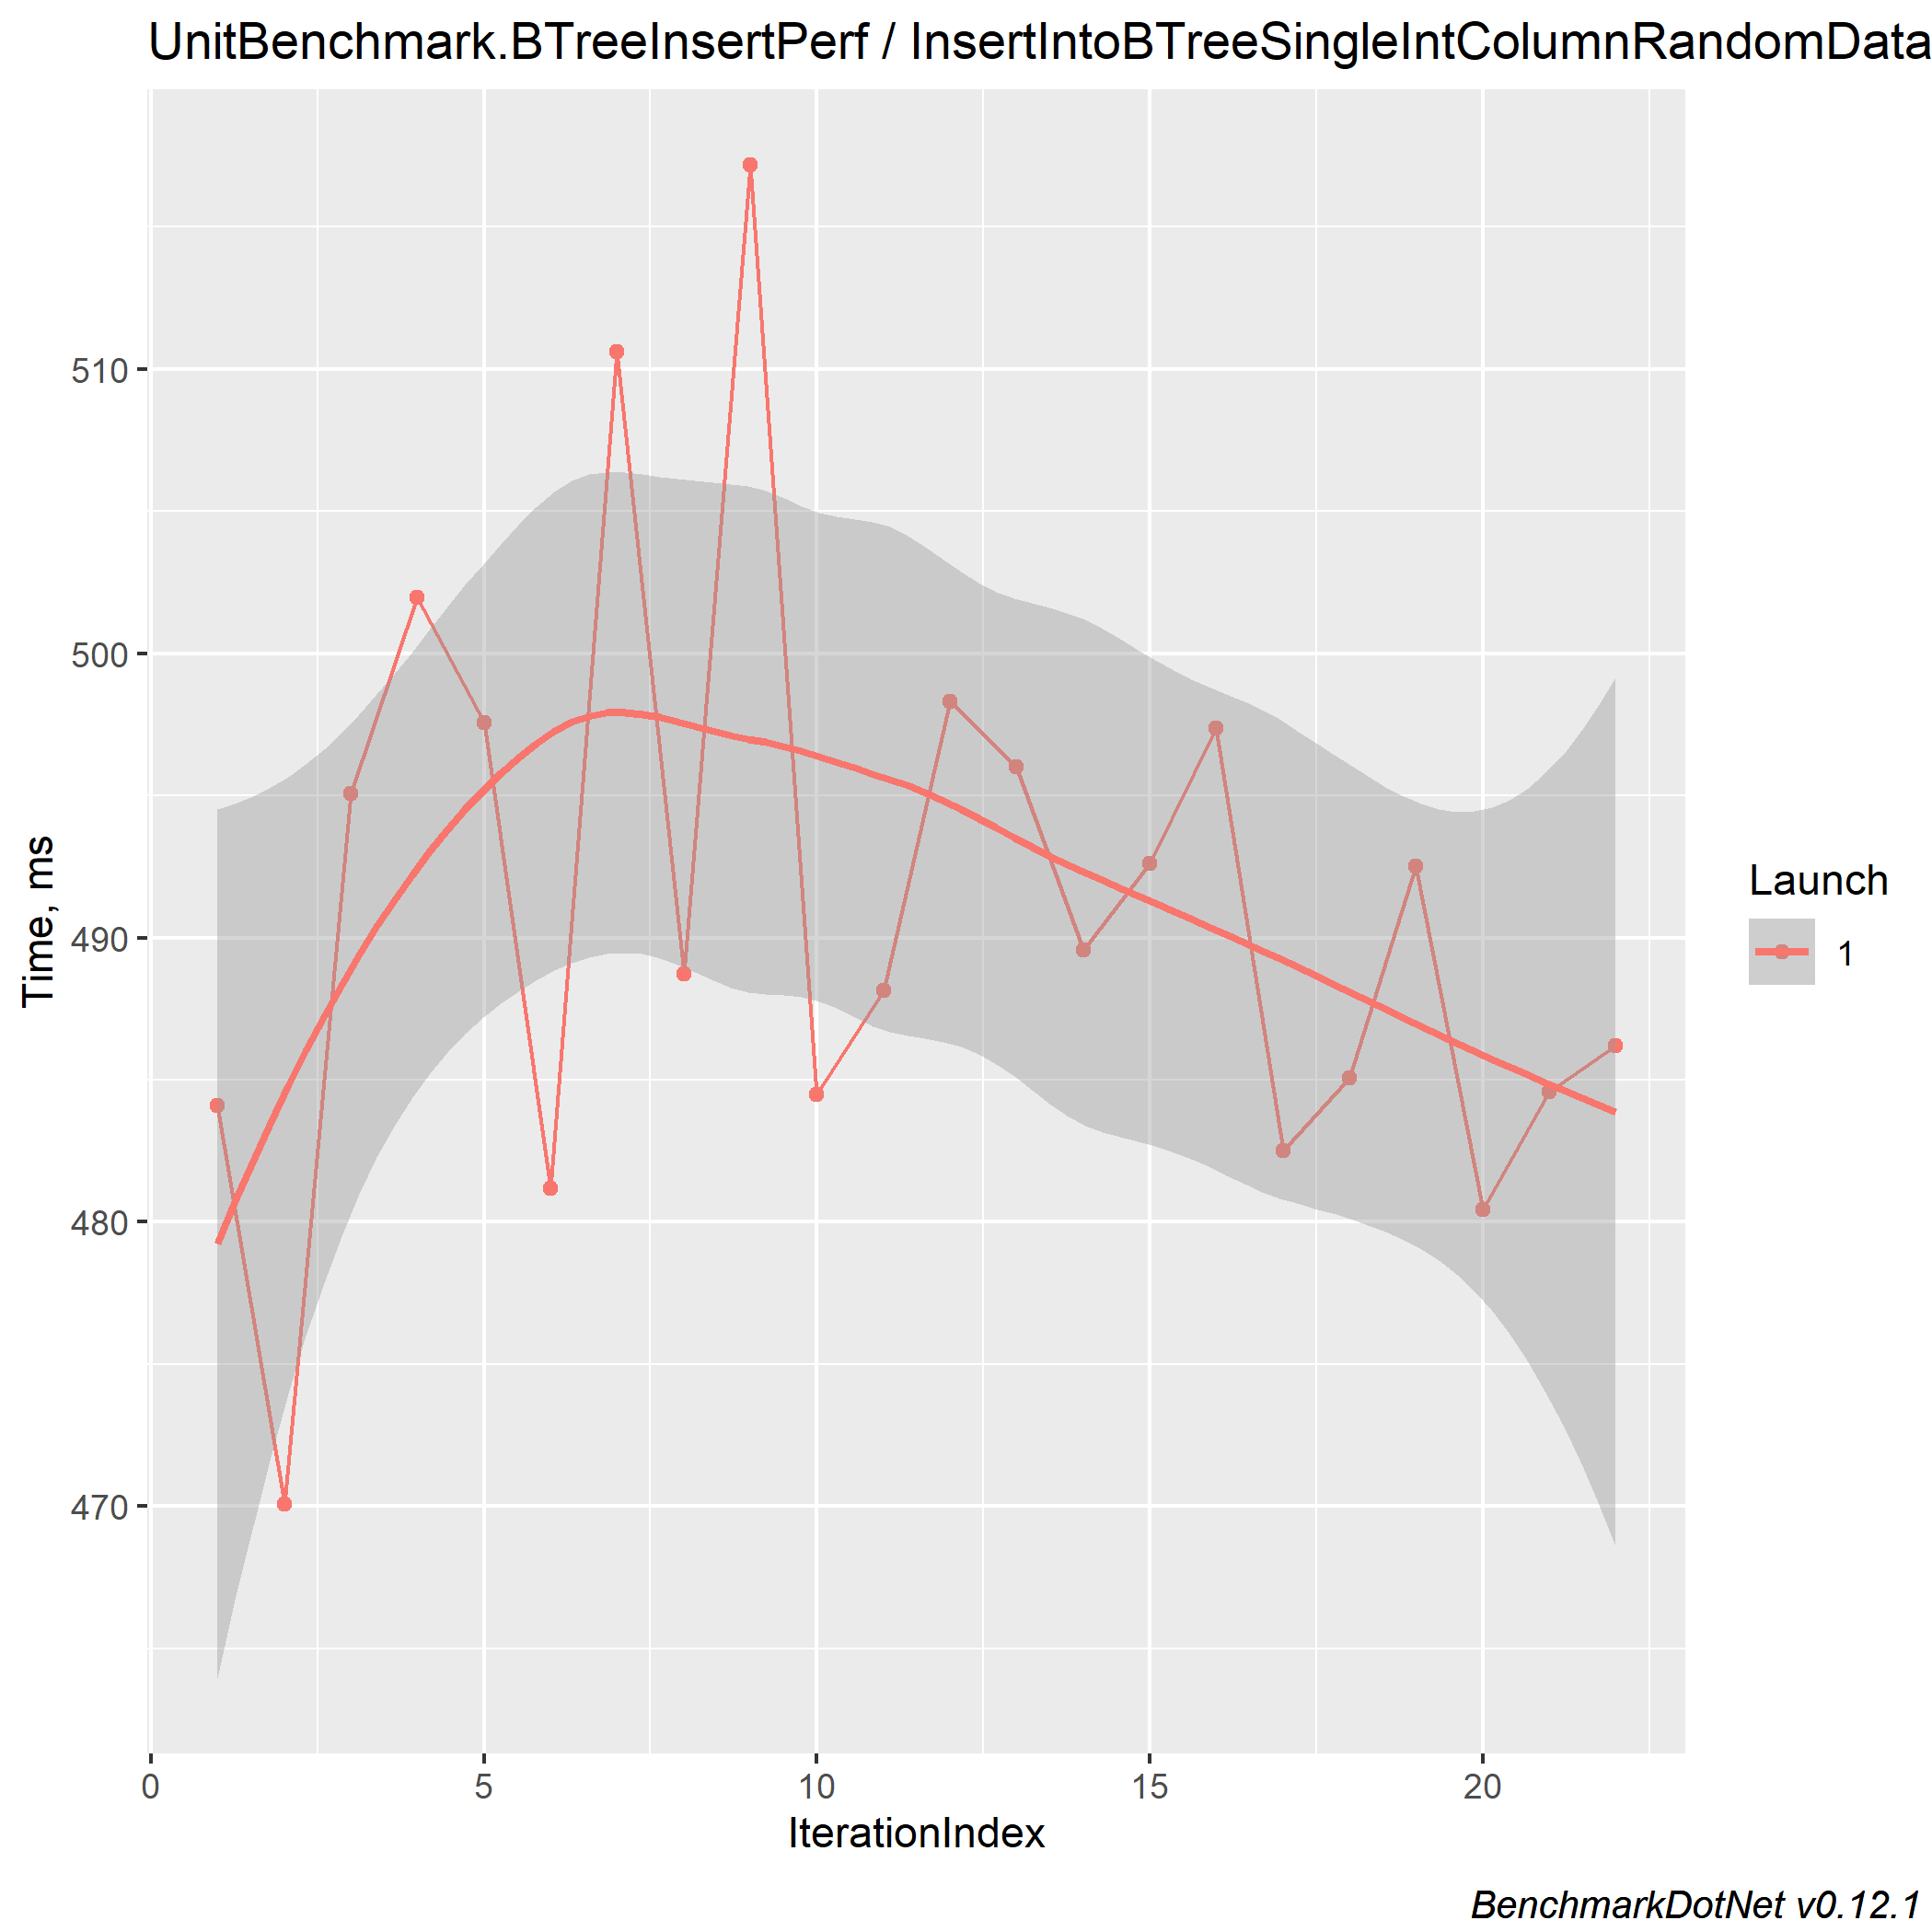 UnitBenchmark.BTreeInsertPerf / InsertIntoBTreeSingleIntColumnRandomData
Time, ms
510
500
490
480
470
0 5 10 15 20
IterationIndex
Launch
1
BenchmarkDotNet v0.12.1